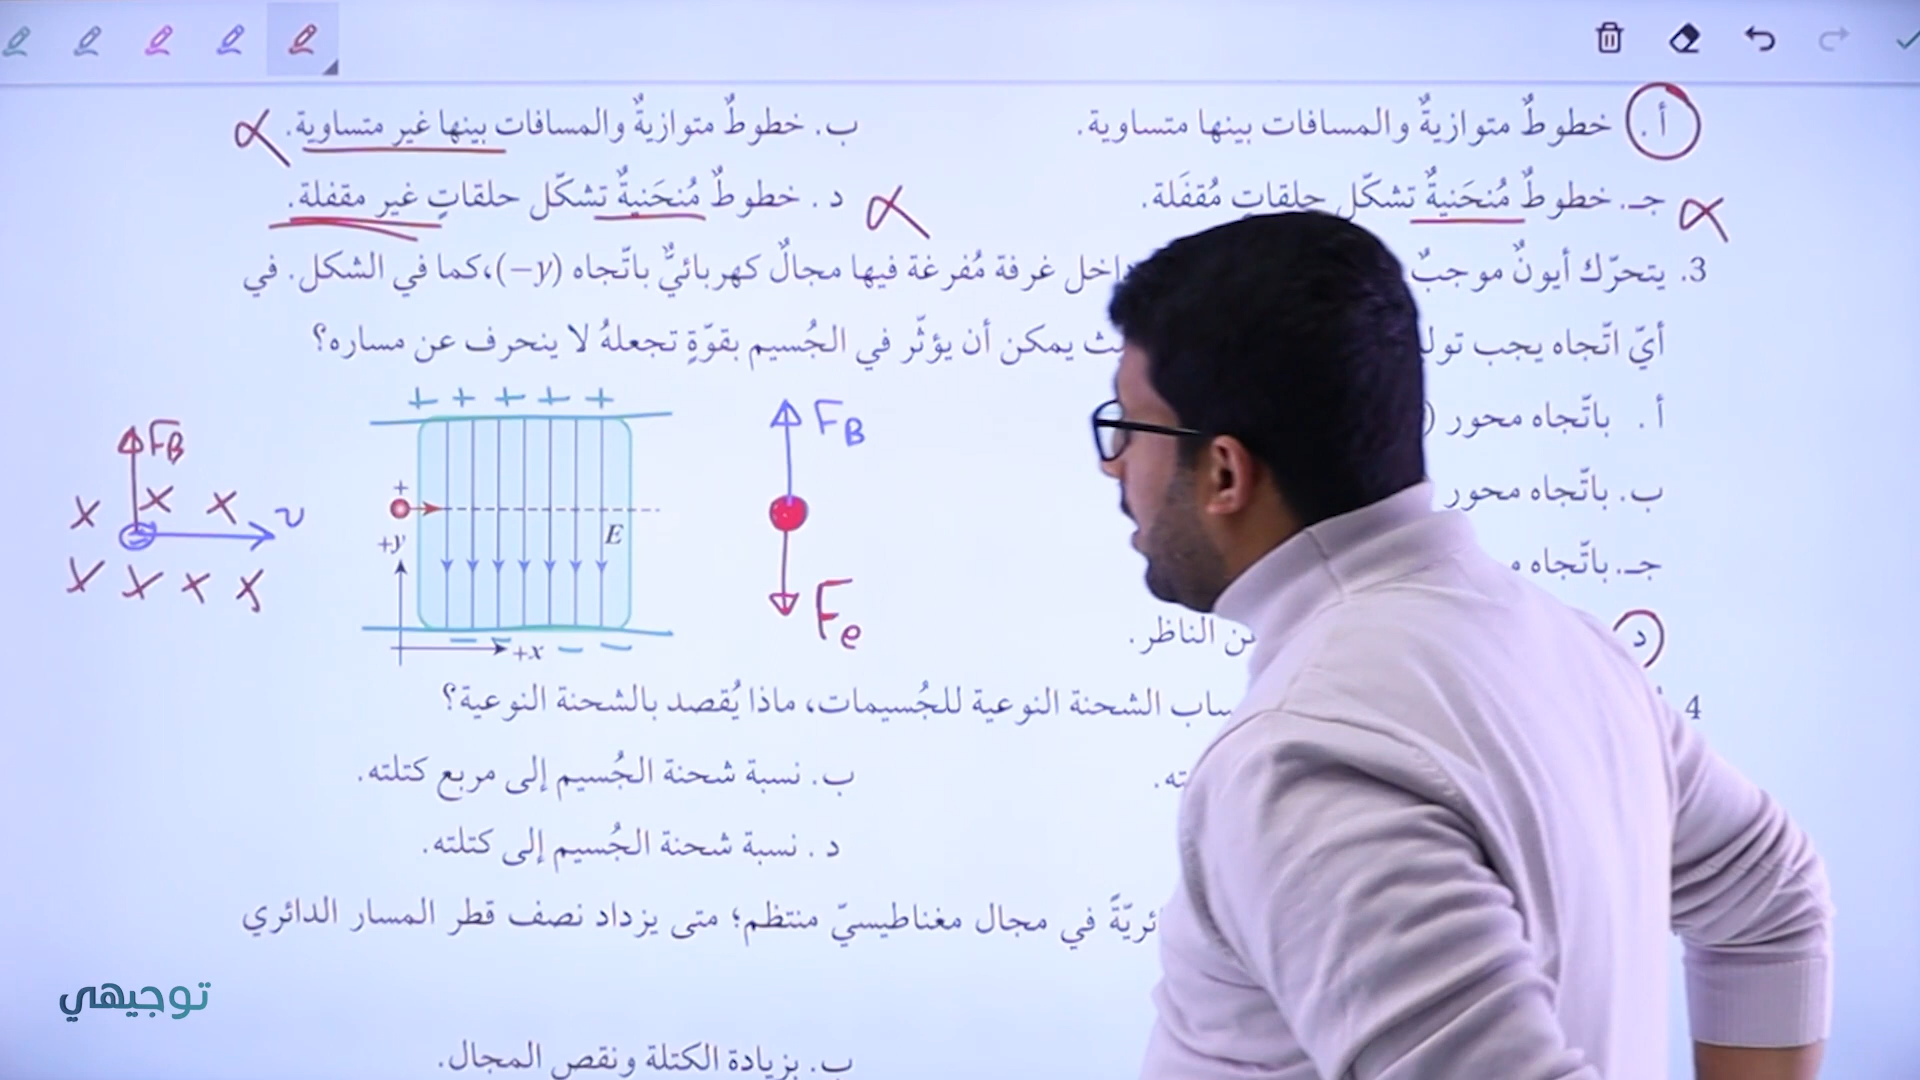 أ. خطوطٌ متوازيةٌ والمسافات بينها متساوية. ب. خطوطٌ متوازيةٌ والمسافات بينها غير متساوية.
جـ. خطوطٌ مُنحَنيةٌ تشكّل حلقاتٍ مُقفَلة. د. خطوطٌ مُنحَنيةٌ تشكّل حلقاتٍ غير مقفلة.
3. يتحرّك أيونٌ موجبٌ داخل غرفة مُفرغة فيها مجالٌ كهربائيٌّ باتّجاه (−y)، كما في الشكل. في
أيّ اتّجاه يجب يمكن أن يؤثّر في الجُسيم بقوّةٍ تجعلهُ لا ينحرف عن مساره؟
+ + + + +
FB
FB
أ. باتّجاه محور
ب. باتّجاه محور
جـ. باتّجاه
+
v
E
+y
Fe
+x
د الناظر.
4 الشحنة النوعية للجُسيمات، ماذا يُقصد بالشحنة النوعية؟
ب. نسبة شحنة الجُسيم إلى مربع كتلته.
د. نسبة شحنة الجُسيم إلى كتلته.
في مجال مغناطيسيّ منتظم؛ متى يزداد نصف قطر المسار الدائري
توجيهي
ب. بزيادة الكتلة ونقص المجال.